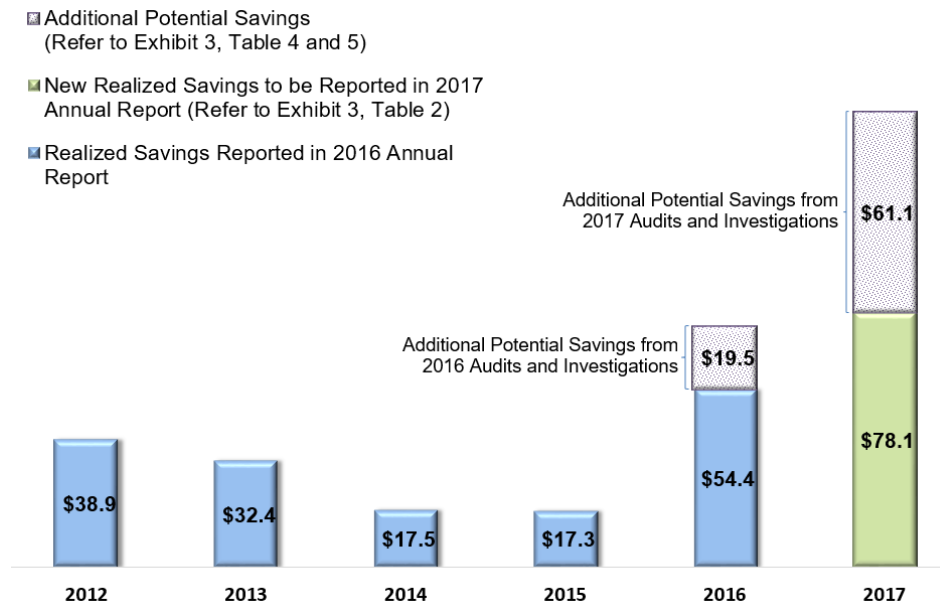 Additional Potential Savings
(Refer to Exhibit 3, Table 4 and 5)
New Realized Savings to be Reported in 2017
Annual Report (Refer to Exhibit 3, Table 2)
Realized Savings Reported in 2016 Annual
Report
Additional Potential Savings from
2017 Audits and Investigations
$61.1
Additional Potential Savings from
2016 Audits and Investigations
$19.5
$78.1
$54.4
$38.9
$32.4
$17.5
$17.3
2012
2013
2014
2015
2016
2017